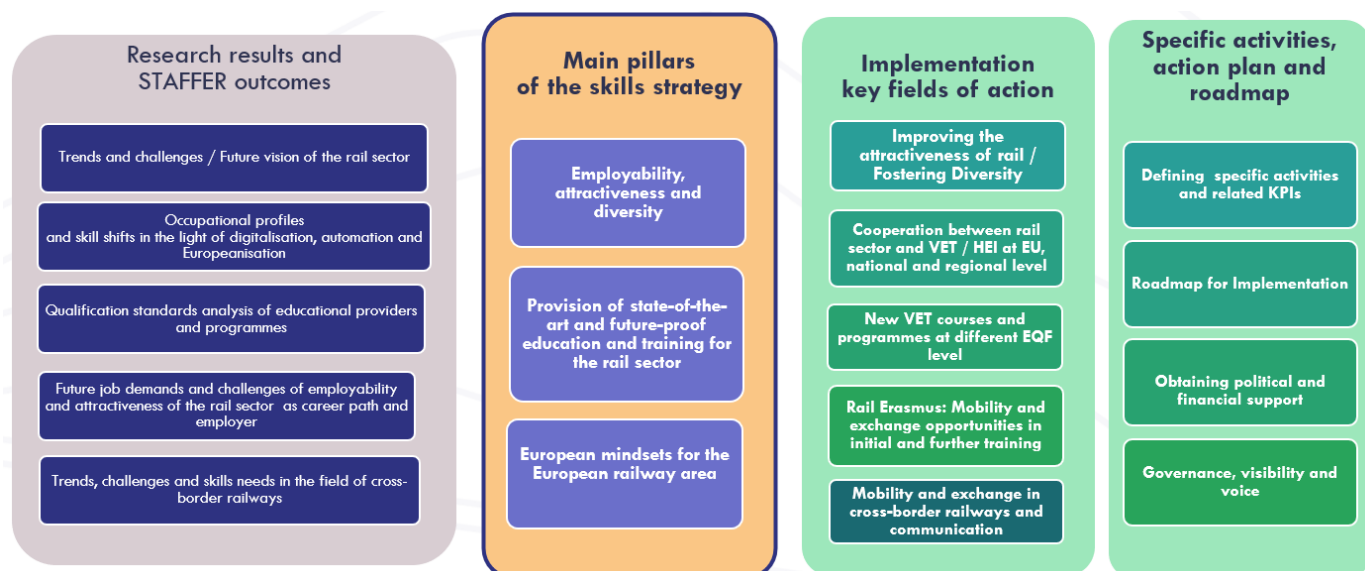 Research results and
STAFFER outcomes
Trends and challenges / Future vision of the rail sector
Occupational profiles
and skill shifts in the light of digitalisation, automation and
Europeanisation
Qualification standards analysis of educational providers
and programmes
Future job demands and challenges of employability
and attractiveness of the rail sector as career path and
employer
Trends, challenges and skills needs in the field of cross-
border railways
Main pillars
of the skills strategy
Employability,
attractiveness and
diversity
Provision of state-of-the-
art and future-proof
education and training for
the rail sector
European mindsets for the
European railway area
Implementation
key fields of action
Improving the
attractiveness of rail /
Fostering Diversity
Cooperation between rail
sector and VET / HEI at EU,
national and regional level
New VET courses and
programmes at different EQF
level
Rail Erasmus: Mobility and
exchange opportunities in
initial and further training
Mobility and exchange in
cross-border railways and
communication
Specific activities,
action plan and
roadmap
Defining specific activities
and related KPIs
Roadmap for Implementation
Obtaining political and
financial support
Governance, visibility and
voice